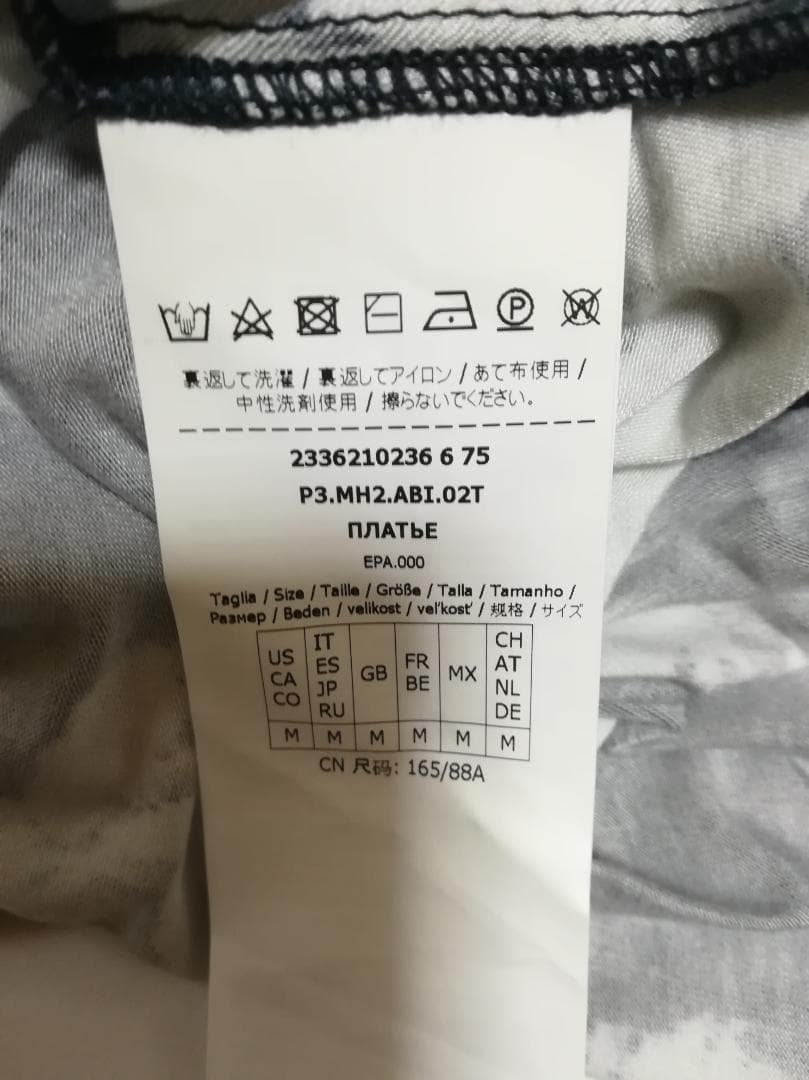 P W
裏返して洗濯 / 裏返してアイロン / あて布使用 /
中性洗剤使用 / 擦らないでください。
2336210236 6 75
P3.MH2.ABI.02T
ПЛАТЬЕ
EPA.000
Taglia / Size / Taille / Größe / Talla / Tamanho /
Размер / Beden / velikost / veľkosť / 规格 / サイズ
US CA CO
IT ES JP RU
GB
FR BE
MX
CH AT NL DE
M M M M M M
CN 尺码: 165/88A